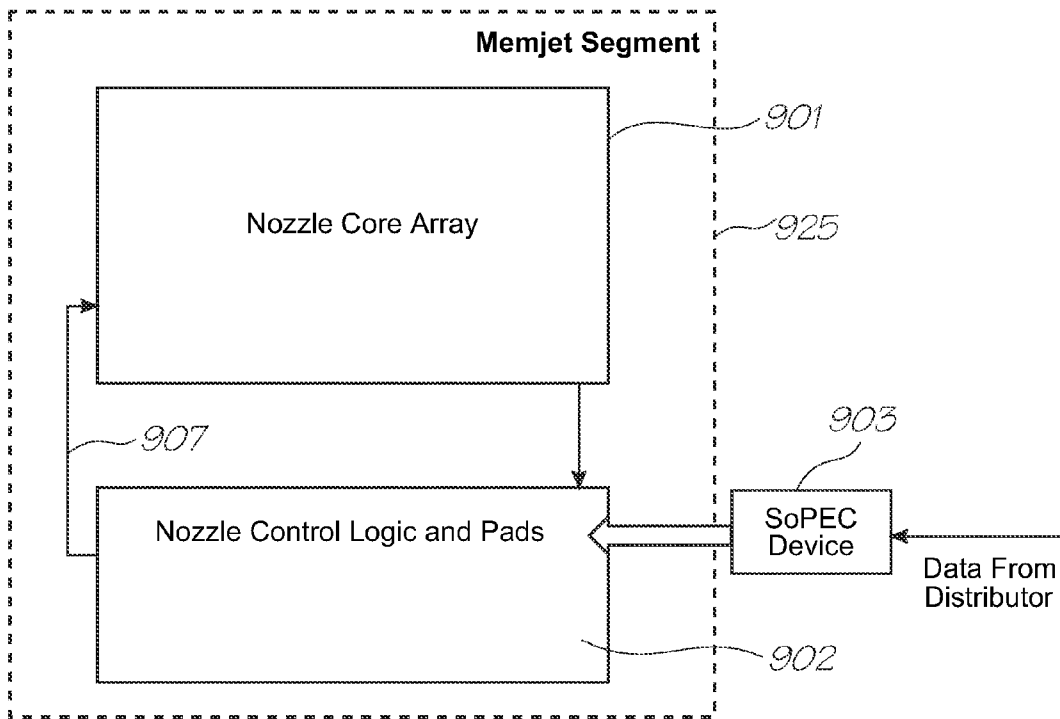 Memjet Segment
901
Nozzle Core Array
925
907
903
Nozzle Control Logic and Pads
SoPEC
Device
Data From
Distributor
902